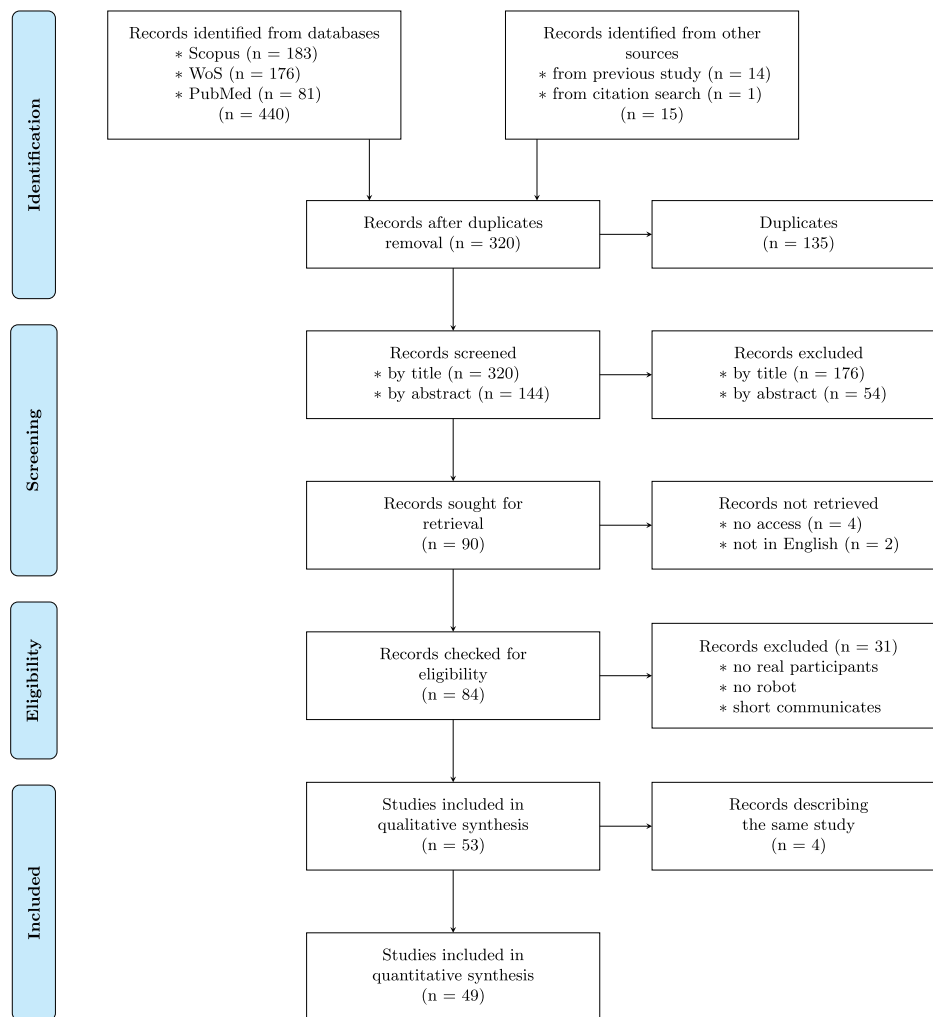 Identification
Records identified from databases
∗ Scopus (n = 183)
∗ WoS (n = 176)
∗ PubMed (n = 81)
(n = 440)
Records identified from other
sources
∗ from previous study (n = 14)
∗ from citation search (n = 1)
(n = 15)
Records after duplicates
removal (n = 320)
Duplicates
(n = 135)
Screening
Records screened
∗ by title (n = 320)
∗ by abstract (n = 144)
Records excluded
∗ by title (n = 176)
∗ by abstract (n = 54)
Records sought for
retrieval
(n = 90)
Records not retrieved
∗ no access (n = 4)
∗ not in English (n = 2)
Eligibility
Records checked for
eligibility
(n = 84)
Records excluded (n = 31)
∗ no real participants
∗ no robot
∗ short communicates
Included
Studies included in
qualitative synthesis
(n = 53)
Records describing
the same study
(n = 4)
Studies included in
quantitative synthesis
(n = 49)